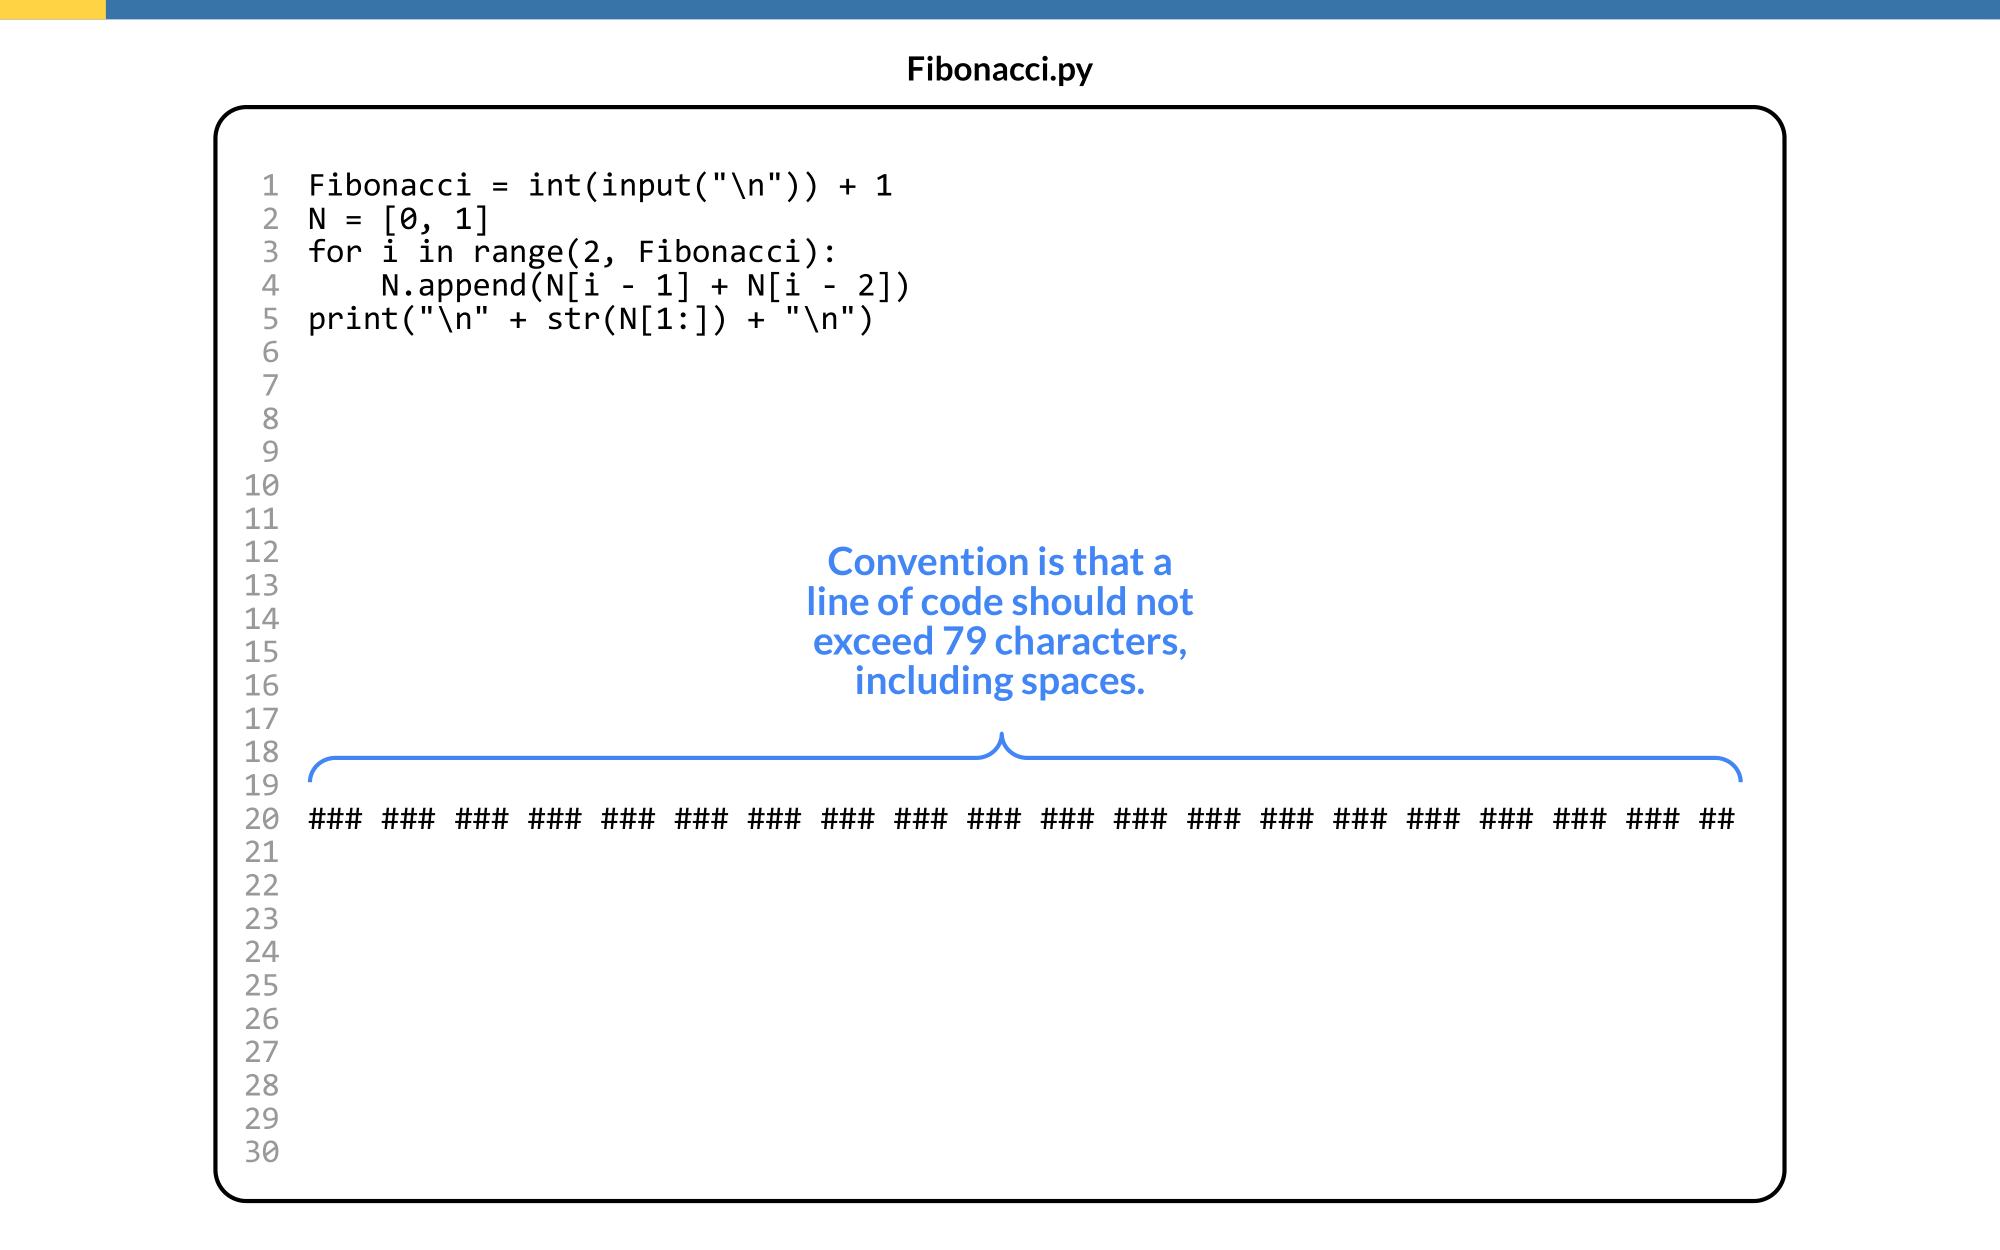 Fibonacci.py
1 Fibonacci = int(input("\n")) + 1
2 N = [0, 1]
3 for i in range(2, Fibonacci):
4     N.append(N[i - 1] + N[i - 2])
5 print("\n" + str(N[1:]) + "\n")
6
7
8
9
10
11
12
13
14
15
16
17
18
19
Convention is that a
line of code should not
exceed 79 characters,
including spaces.
20 ### ### ### ### ### ### ### ### ### ### ### ### ### ### ### ### ### ### ### ##
21
22
23
24
25
26
27
28
29
30